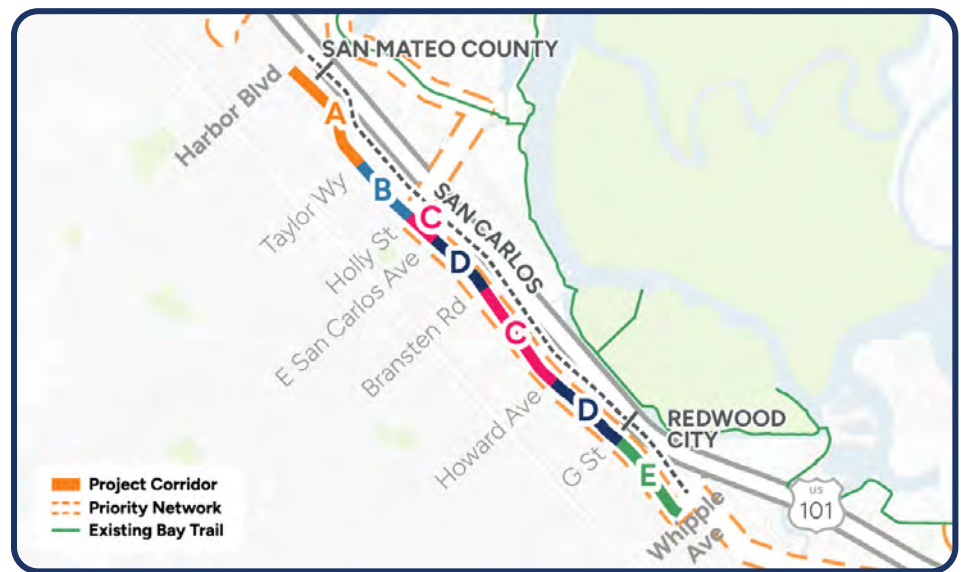 SAN MATEO COUNTY
Harbor Blvd
A
Taylor Wy
B
SAN CARLOS
C
Holly St
D
E San Carlos Ave
Bransten Rd
C
Howard Ave
D
REDWOOD
CITY
G St
E
Whipple
Ave
US
101
Project Corridor
Priority Network
Existing Bay Trail